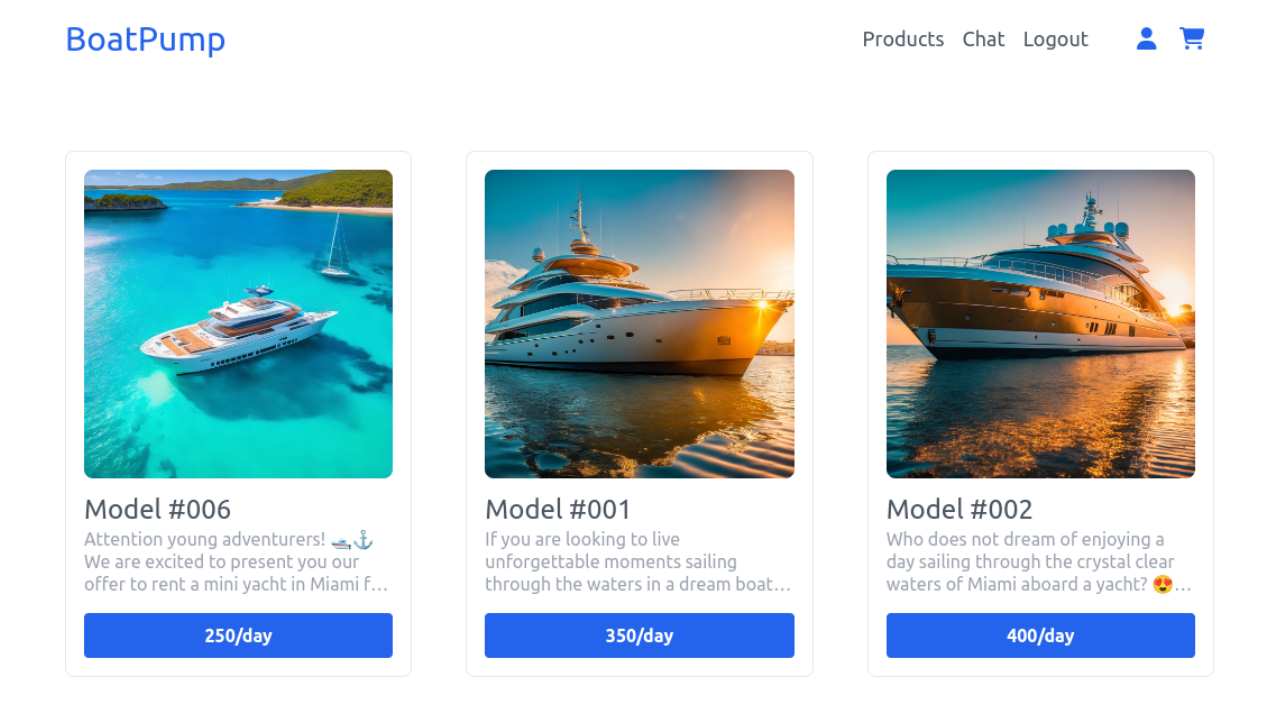 BoatPump
Products Chat Logout
Model #006
Attention young adventurers! 🛥️⚓
We are excited to present you our
offer to rent a mini yacht in Miami f…
250/day
Model #001
If you are looking to live
unforgettable moments sailing
through the waters in a dream boat…
350/day
Model #002
Who does not dream of enjoying a
day sailing through the crystal clear
waters of Miami aboard a yacht? 😍…
400/day